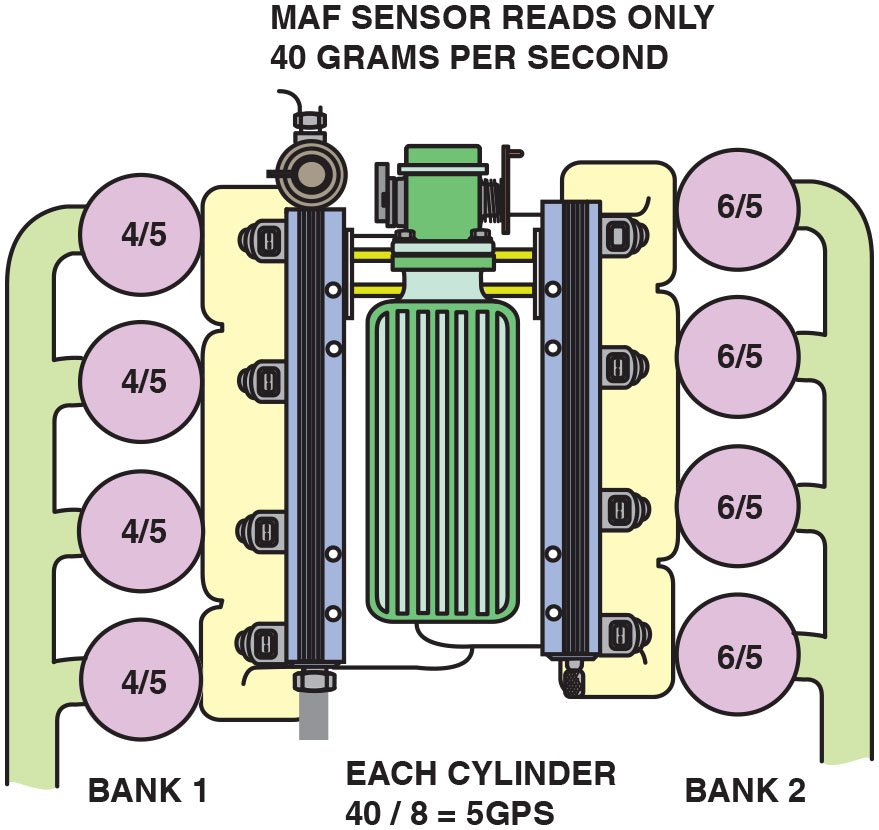 MAF SENSOR READS ONLY
40 GRAMS PER SECOND
4/5
6/5
4/5
6/5
4/5
6/5
4/5
6/5
BANK 1
EACH CYLINDER
40 / 8 = 5GPS
BANK 2